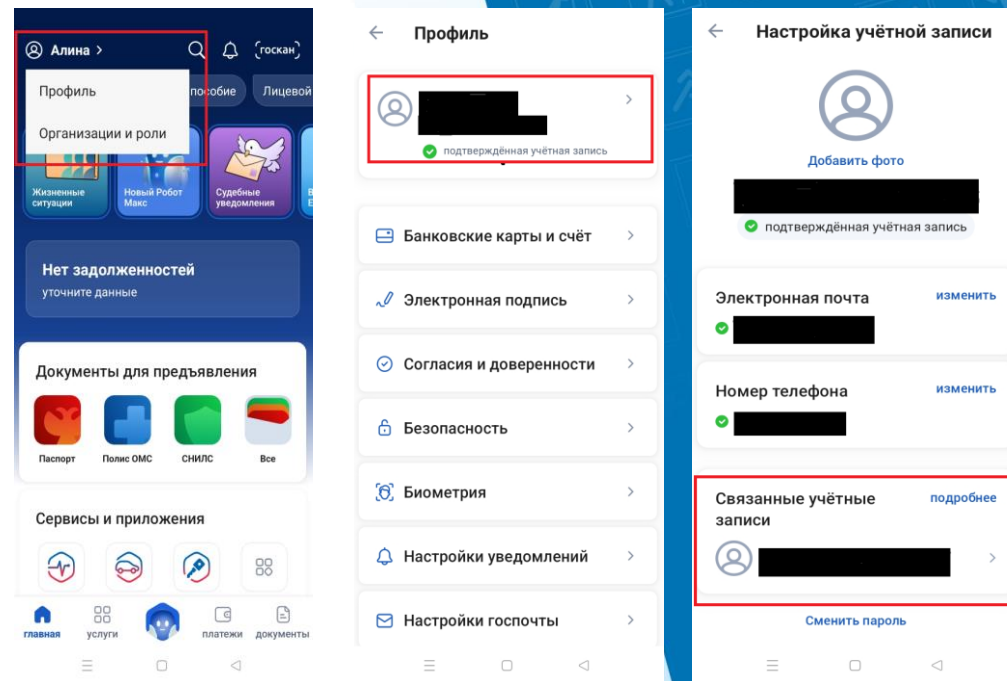 Алина >
(госкан)
Профиль
Организации и роли
пособие
Лицевой
Жизненные
ситуации
Новый Робот
Макс
Судебные
уведомления
Нет задолженностей
уточните данные
Документы для предъявления
Паспорт
Полис ОМС
СНИЛС
Все
Сервисы и приложения
главная
услуги
платежи
документы
Профиль
подтверждённая учётная запись
Банковские карты и счёт
Электронная подпись
Согласия и доверенности
Безопасность
Биометрия
Настройки уведомлений
Настройки госпочты
Настройка учётной записи
Добавить фото
подтверждённая учётная запись
Электронная почта
изменить
Номер телефона
изменить
Связанные учётные
записи
подробнее
Сменить пароль